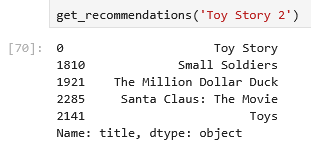 get_recommendations('Toy Story 2')
[70]: 0 Toy Story
1810 Small Soldiers
1921 The Million Dollar Duck
2285 Santa Claus: The Movie
2141 Toys
Name: title, dtype: object